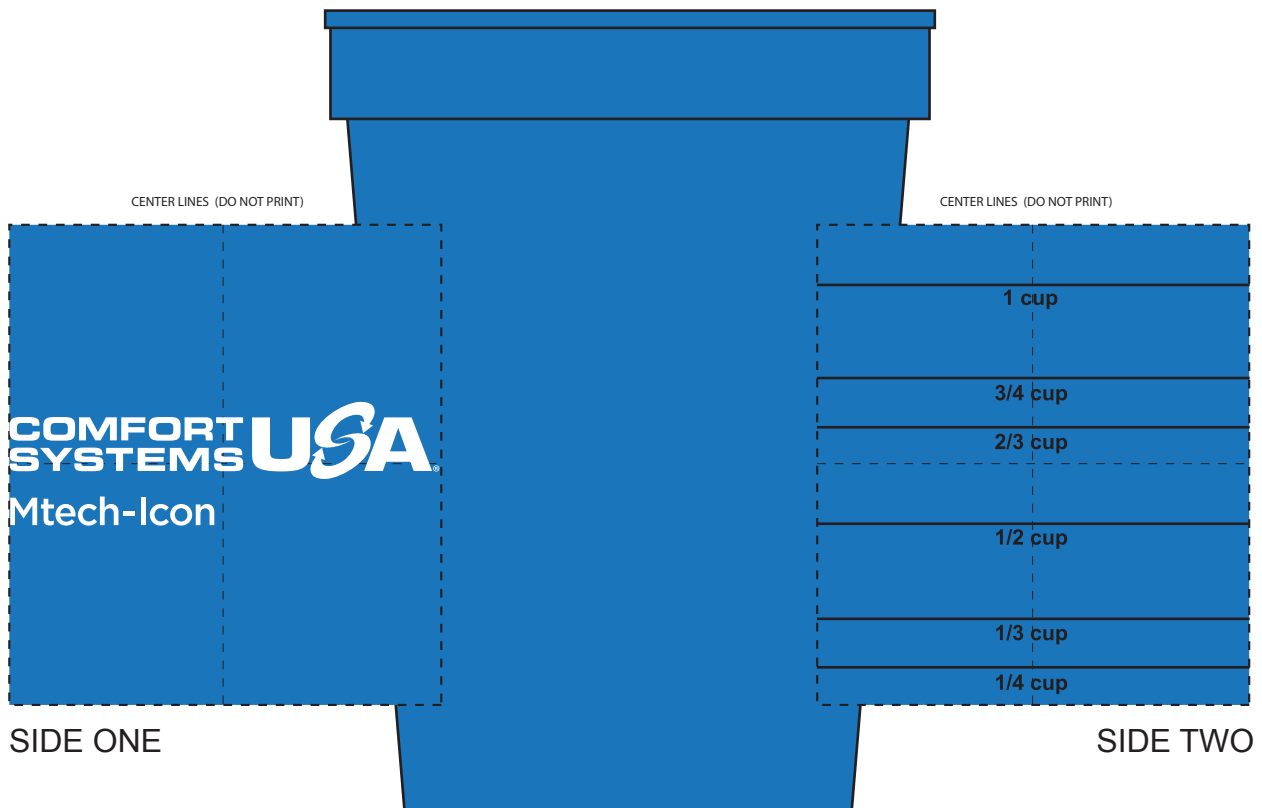 CENTER LINES (DO NOT PRINT)
CENTER LINES (DO NOT PRINT)
COMFORT
SYSTEMS USA®
Mtech-Icon
1 cup
3/4 cup
2/3 cup
1/2 cup
1/3 cup
1/4 cup
SIDE ONE
SIDE TWO